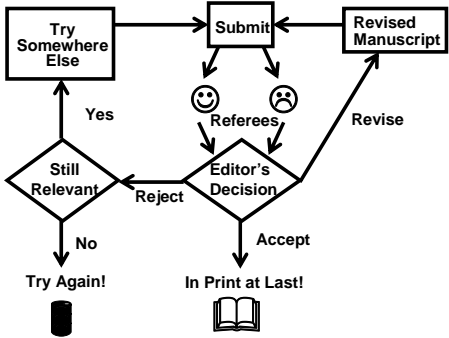 Try
Somewhere
Else
Submit
Revised
Manuscript
Yes
Referees
Revise
Still
Relevant
Reject
Editor's
Decision
No
Accept
Try Again!
In Print at Last!